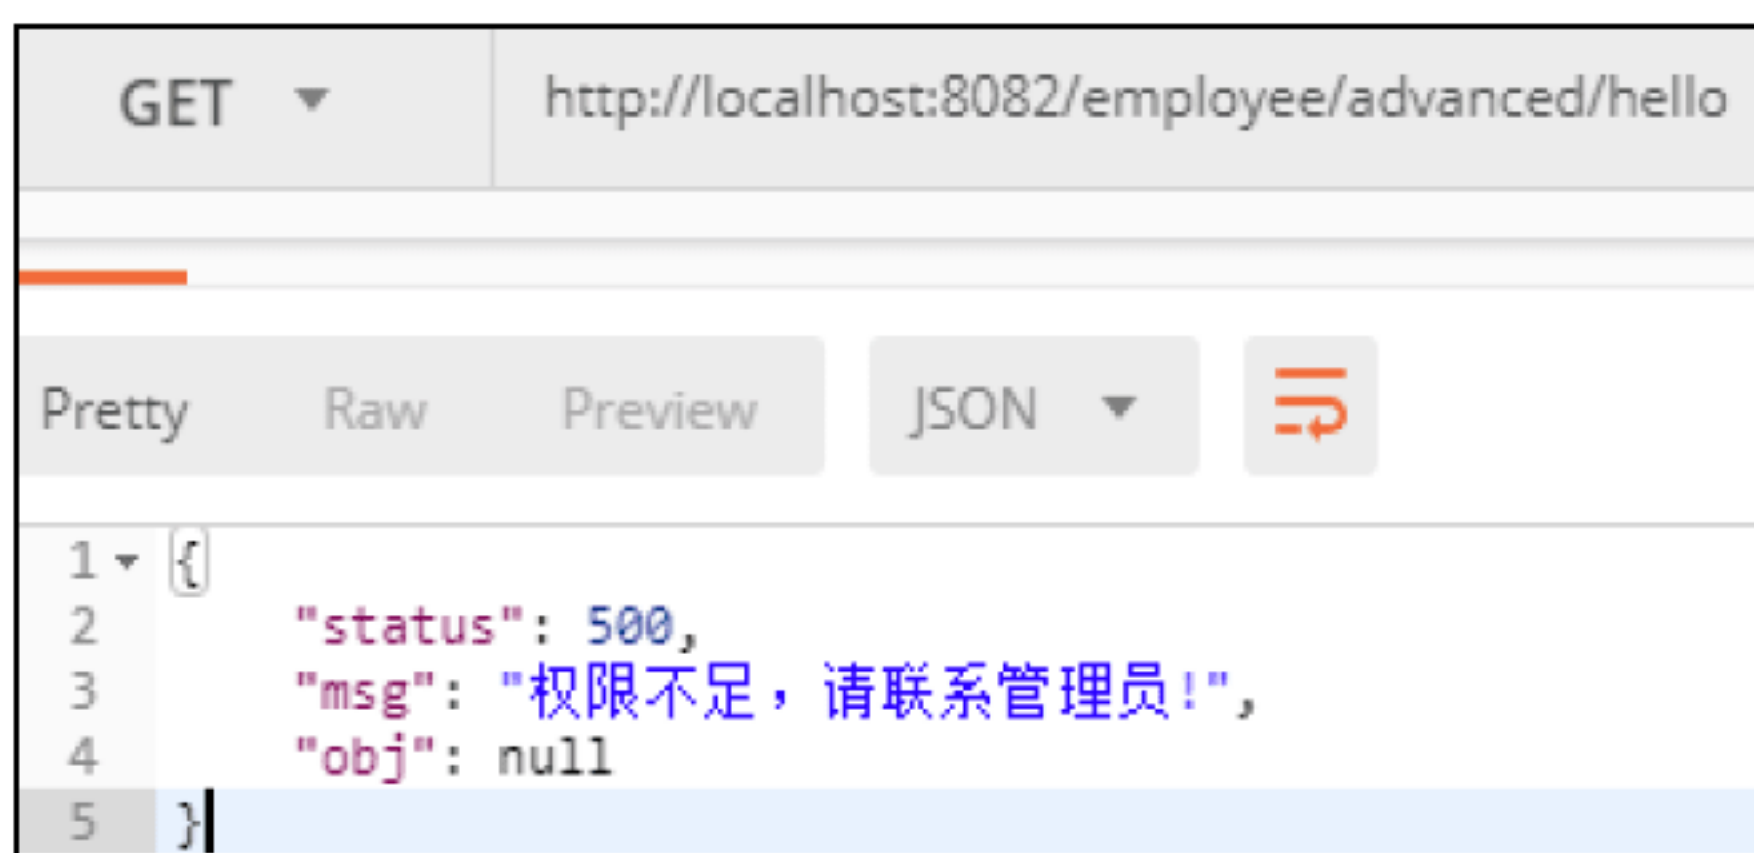 GET http://localhost:8082/employee/advanced/hello
Pretty Raw Preview JSON
1 {
2 "status": 500,
3 "msg": "权限不足，请联系管理员!",
4 "obj": null
5 }